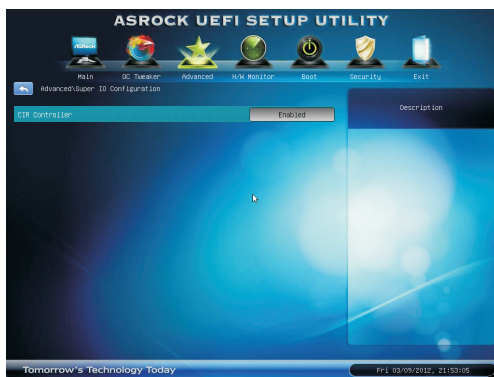 ASROCK UEFI SETUP UTILITY
ASRock
Main
OC Tweaker
Advanced
H/W Monitor
Boot
Security
Exit
Advanced\Super IO Configuration
Description
CIR Controller
Enabled
Tomorrow's Technology Today
Fri 03/09/2012, 21:53:05